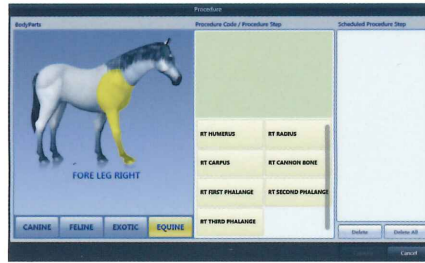 Procedure
BodyParts
Procedure Code / Procedure Step
Scheduled Procedure Step
FORE LEG RIGHT
CANINE
FELINE
EXOTIC
EQUINE
RT HUMERUS
RT RADIUS
RT CARPUS
RT CANNON BONE
RT FIRST PHALANGE
RT SECOND PHALANGE
RT THIRD PHALANGE
Delete
Delete All
Cancel